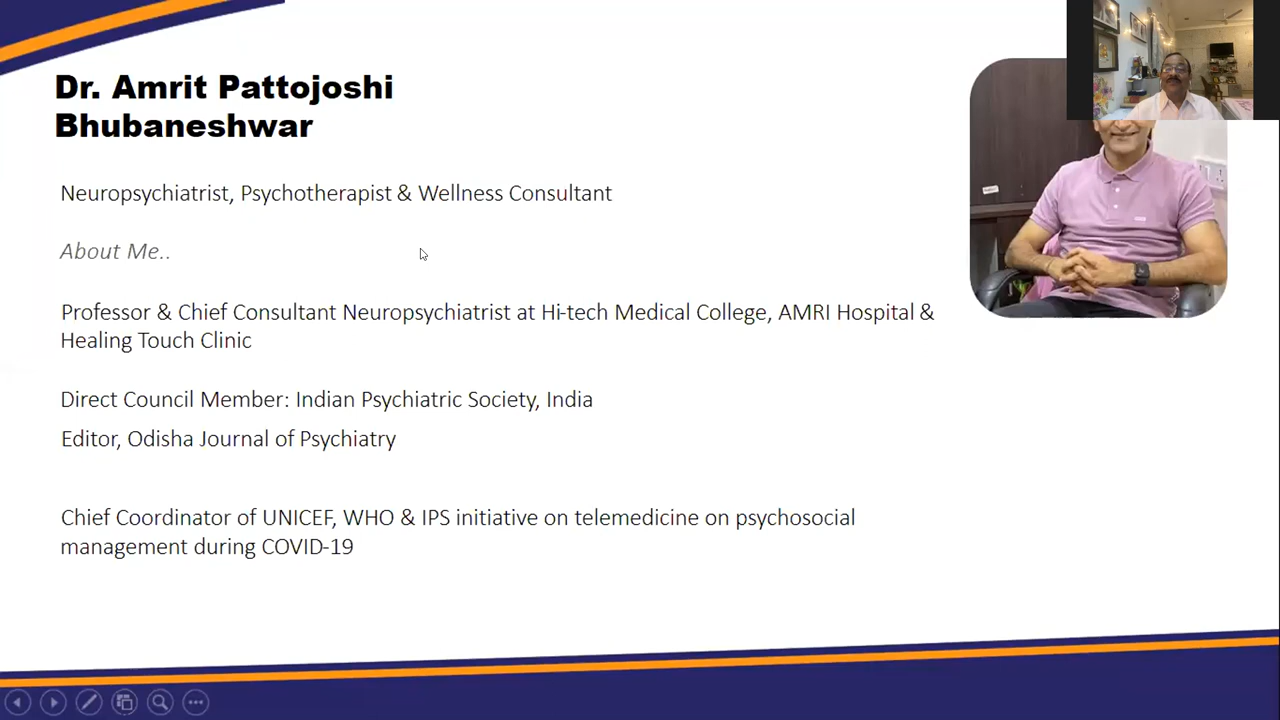 Dr. Amrit Pattojoshi
Bhubaneshwar
Neuropsychiatrist, Psychotherapist & Wellness Consultant
About Me..
Professor & Chief Consultant Neuropsychiatrist at Hi-tech Medical College, AMRI Hospital &
Healing Touch Clinic
Direct Council Member: Indian Psychiatric Society, India
Editor, Odisha Journal of Psychiatry
Chief Coordinator of UNICEF, WHO & IPS initiative on telemedicine on psychosocial
management during COVID-19